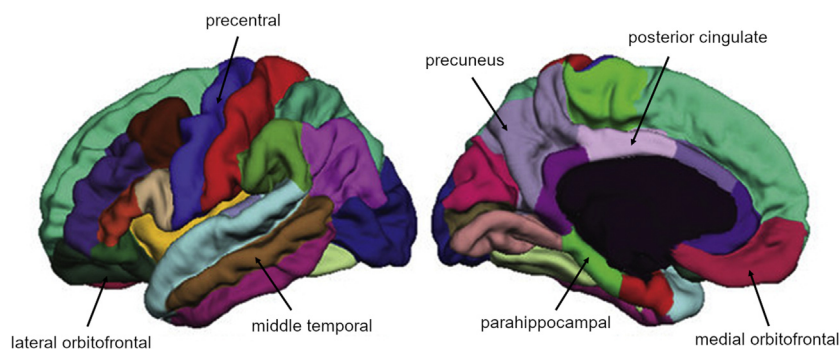 precentral
posterior cingulate
precuneus
lateral orbitofrontal
middle temporal
parahippocampal
medial orbitofrontal